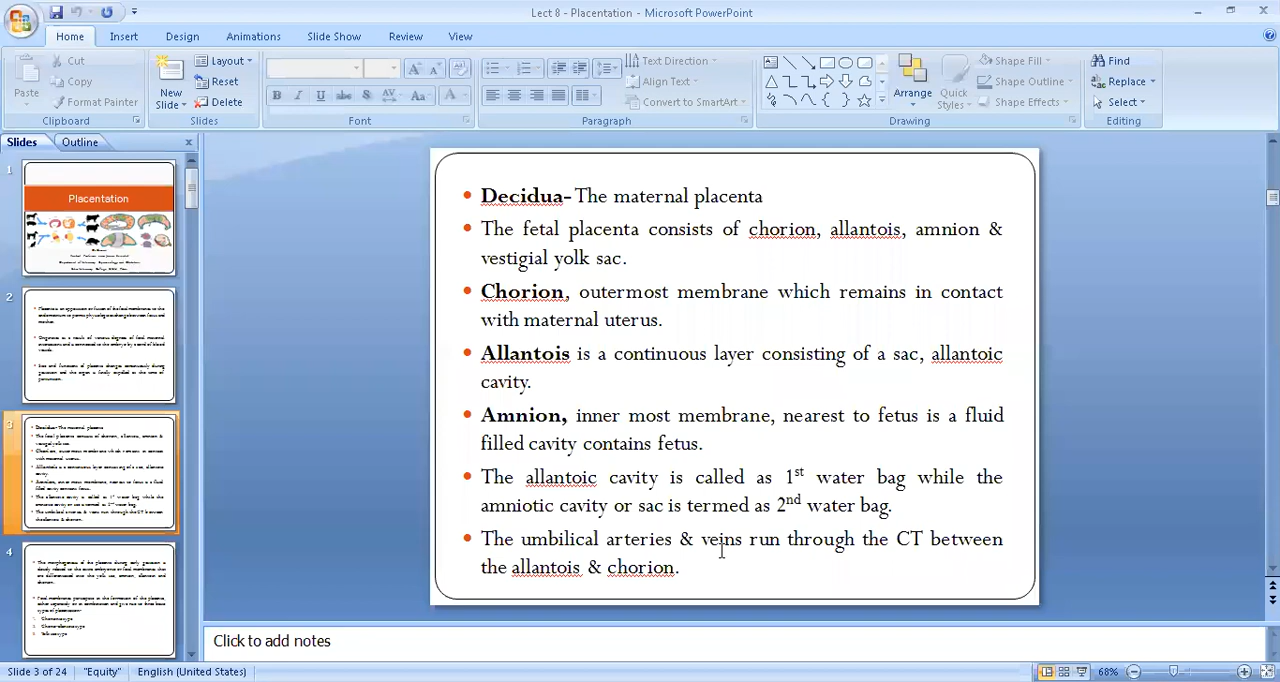 Lect 8 - Placentation - Microsoft PowerPoint
Home Insert Design Animations Slide Show Review View
Paste
Cut
Copy
Format Painter
Clipboard
New Slide
Layout
Reset
Delete
Slides
Font
Paragraph
Text Direction
Align Text
Convert to SmartArt
Arrange
Quick Styles
Shape Fill
Shape Outline
Shape Effects
Drawing
Find
Replace
Select
Editing
Slides Outline
1
Placentation
2
3
4
• Decidua- The maternal placenta
• The fetal placenta consists of chorion, allantois, amnion &
vestigial yolk sac.
• Chorion, outermost membrane which remains in contact
with maternal uterus.
• Allantois is a continuous layer consisting of a sac, allantoic
cavity.
• Amnion, inner most membrane, nearest to fetus is a fluid
filled cavity contains fetus.
• The allantoic cavity is called as 1st water bag while the
amniotic cavity or sac is termed as 2nd water bag.
• The umbilical arteries & veins run through the CT between
the allantois & chorion.
Click to add notes
Slide 3 of 24 "Equity" English (United States) 68%